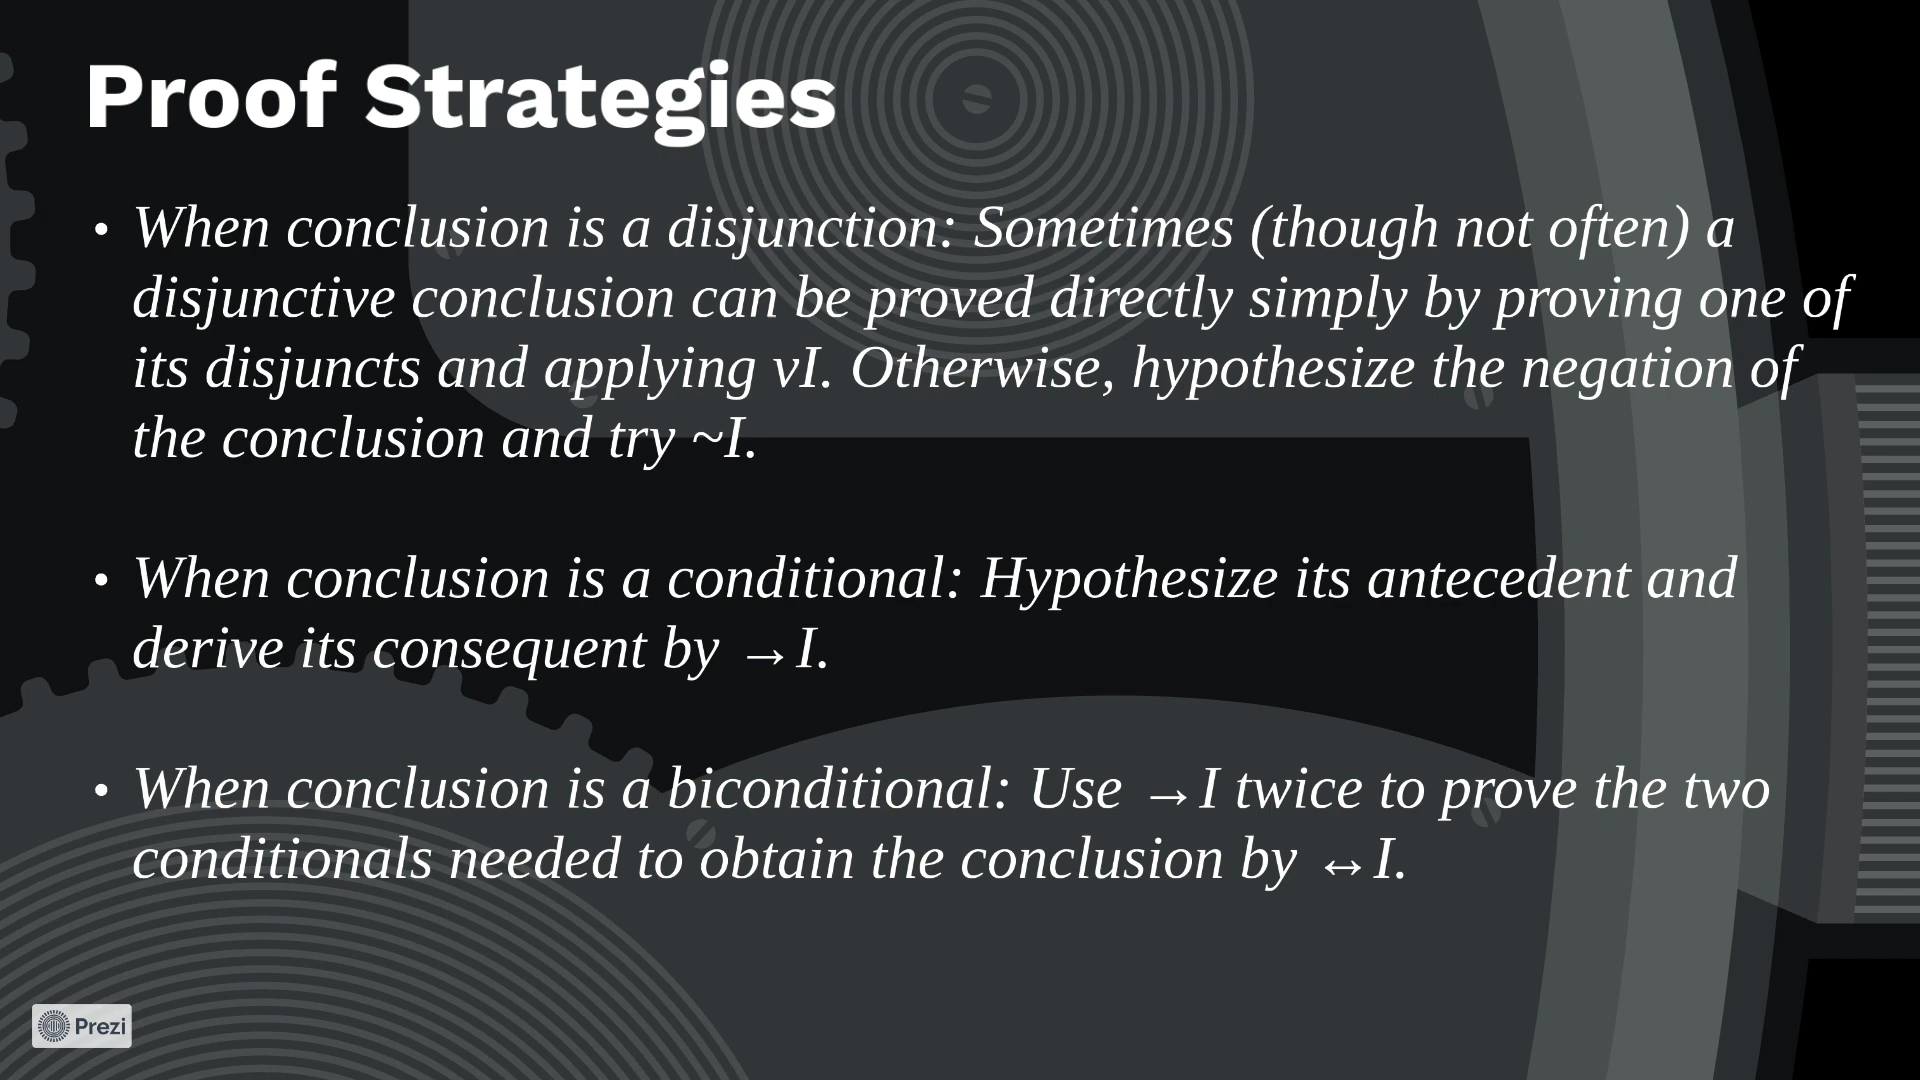 Proof Strategies
• When conclusion is a disjunction: Sometimes (though not often) a
disjunctive conclusion can be proved directly simply by proving one of
its disjuncts and applying vI. Otherwise, hypothesize the negation of
the conclusion and try ~I.
• When conclusion is a conditional: Hypothesize its antecedent and
derive its consequent by →I.
• When conclusion is a biconditional: Use →I twice to prove the two
conditionals needed to obtain the conclusion by ↔I.
Prezi